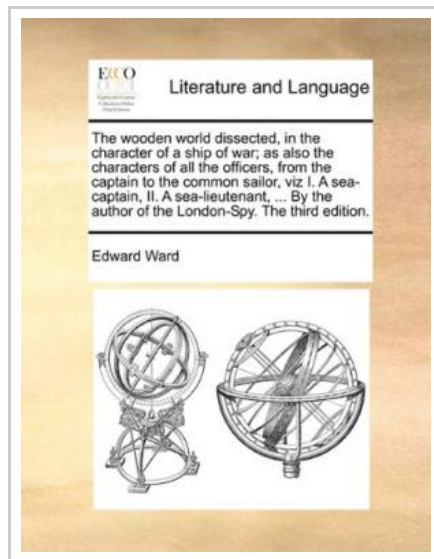 ECCO
Literature and Language
The wooden world dissected, in the
character of a ship of war; as also the
characters of all the officers, from the
captain to the common sailor, viz I. A sea-
captain, II. A sea-lieutenant, ... By the
author of the London-Spy. The third edition.
Edward Ward